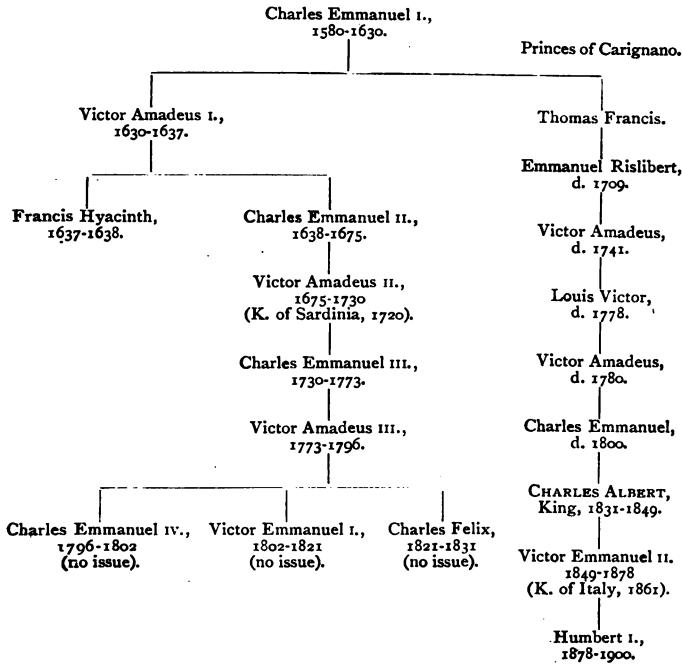 Charles Emmanuel I.,
1580-1630.
Princes of Carignano.
Victor Amadeus I.,
1630-1637.
Thomas Francis.
Emmanuel Rislibert,
d. 1709.
Francis Hyacinth,
1637-1638.
Charles Emmanuel II.,
1638-1675.
Victor Amadeus,
d. 1741.
Victor Amadeus II.,
1675-1730
(K. of Sardinia, 1720).
Louis Victor,
d. 1778.
Charles Emmanuel III.,
1730-1773.
Victor Amadeus,
d. 1780.
Victor Amadeus III.,
1773-1796.
Charles Emmanuel,
d. 1800.
Charles Emmanuel IV.,
1796-1802
(no issue).
Victor Emmanuel I.,
1802-1821
(no issue).
Charles Felix,
1821-1831
(no issue).
CHARLES ALBERT,
King, 1831-1849.
Victor Emmanuel II.
1849-1878
(K. of Italy, 1861).
Humbert I.,
1878-1900.